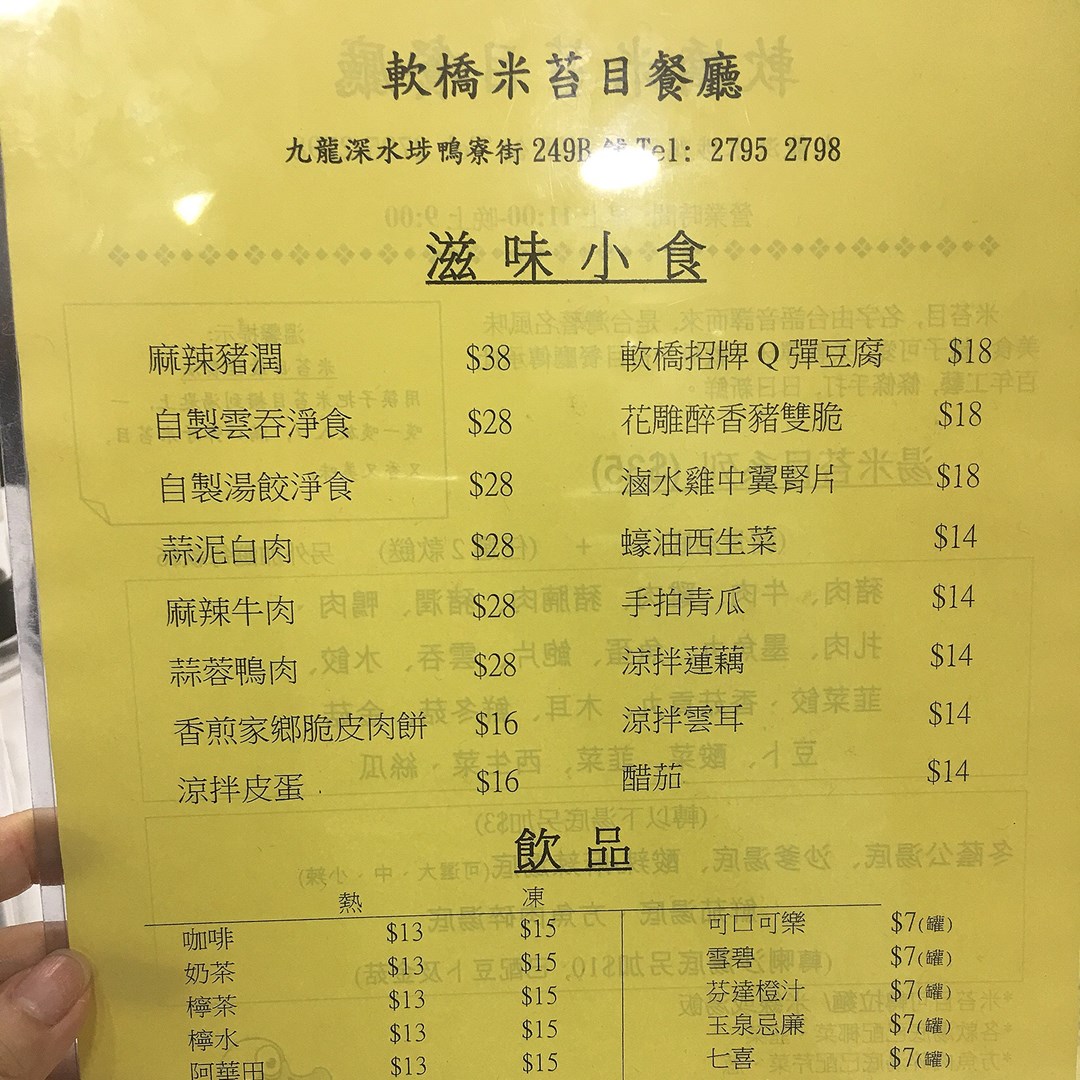 軟橋米苔目餐廳
九龍深水埗鴨寮街 249B 舖 Tel: 2795 2798
滋味小食
麻辣豬潤 $38 軟橋招牌 Q 彈豆腐 $18
自製雲吞淨食 $28 花雕醉香豬雙脆 $18
自製湯餃淨食 $28 滷水雞中翼腎片 $18
蒜泥白肉 $28 蠔油西生菜 $14
麻辣牛肉 $28 手拍青瓜 $14
蒜蓉鴨肉 $28 涼拌蓮藕 $14
香煎家鄉脆皮肉餅 $16 涼拌雲耳 $14
涼拌皮蛋 $16 醋茄 $14
飲品
熱 凍
咖啡 $13 $15 可口可樂 $7(罐)
奶茶 $13 $15 雪碧 $7(罐)
檸茶 $13 $15 芬達橙汁 $7(罐)
檸水 $13 $15 玉泉忌廉 $7(罐)
阿華田 $13 $15 七喜 $7(罐)